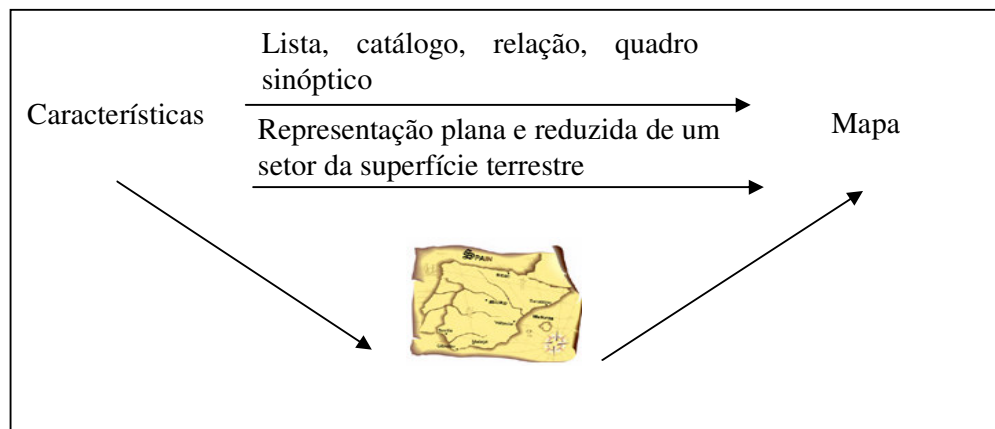 Lista, catálogo, relação, quadro
sinóptico
Características
Representação plana e reduzida de um
setor da superfície terrestre
Mapa
SPAIN